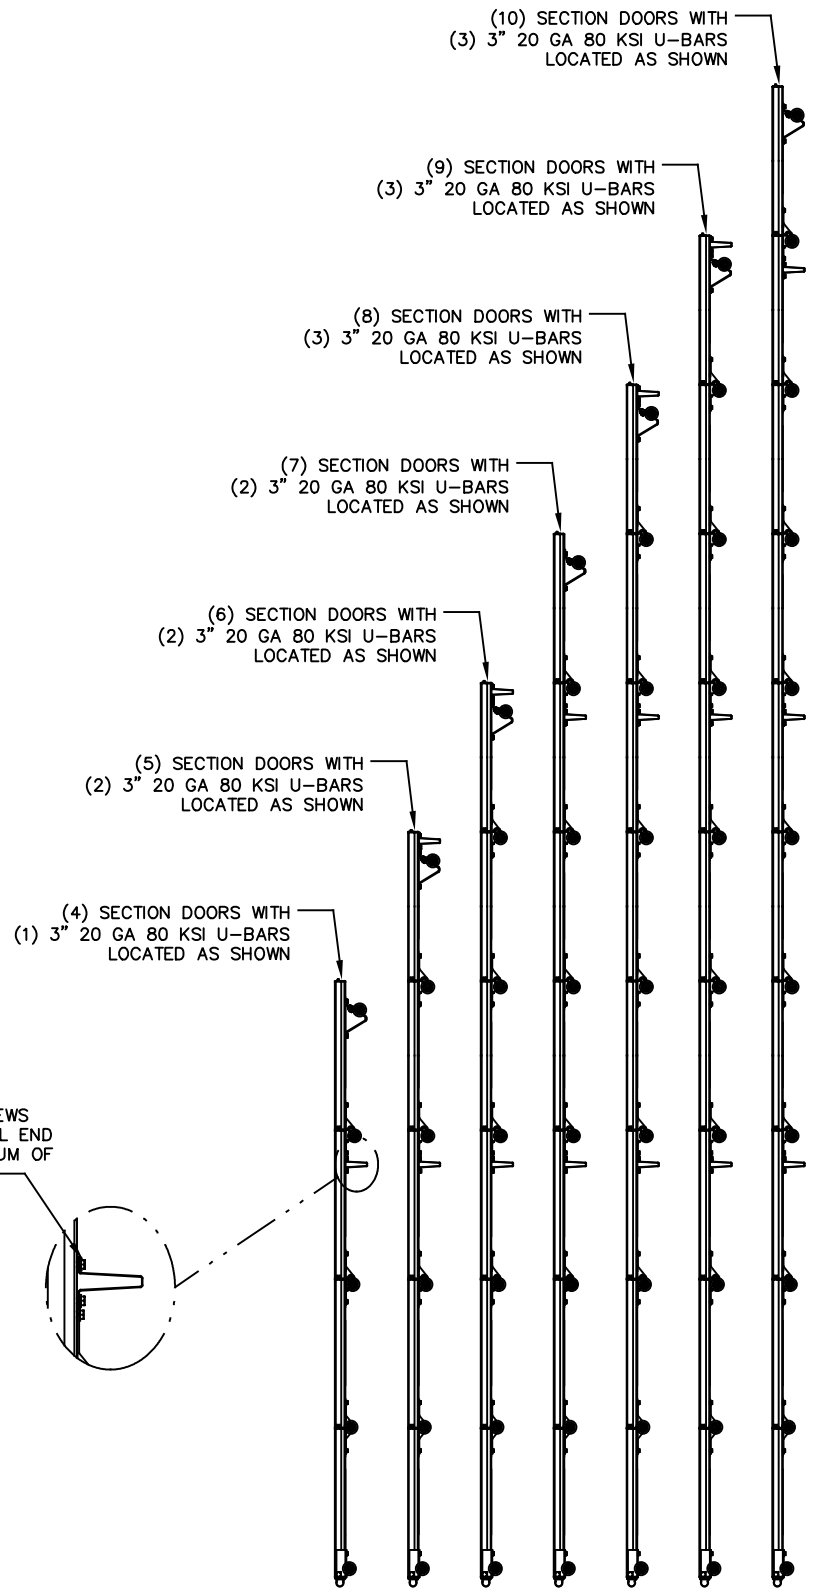 (10) SECTION DOORS WITH
(3) 3" 20 GA 80 KSI U-BARS
LOCATED AS SHOWN
(9) SECTION DOORS WITH
(3) 3" 20 GA 80 KSI U-BARS
LOCATED AS SHOWN
(8) SECTION DOORS WITH
(3) 3" 20 GA 80 KSI U-BARS
LOCATED AS SHOWN
(7) SECTION DOORS WITH
(2) 3" 20 GA 80 KSI U-BARS
LOCATED AS SHOWN
(6) SECTION DOORS WITH
(2) 3" 20 GA 80 KSI U-BARS
LOCATED AS SHOWN
(5) SECTION DOORS WITH
(2) 3" 20 GA 80 KSI U-BARS
LOCATED AS SHOWN
(4) SECTION DOORS WITH
(1) 3" 20 GA 80 KSI U-BARS
LOCATED AS SHOWN
END
OF